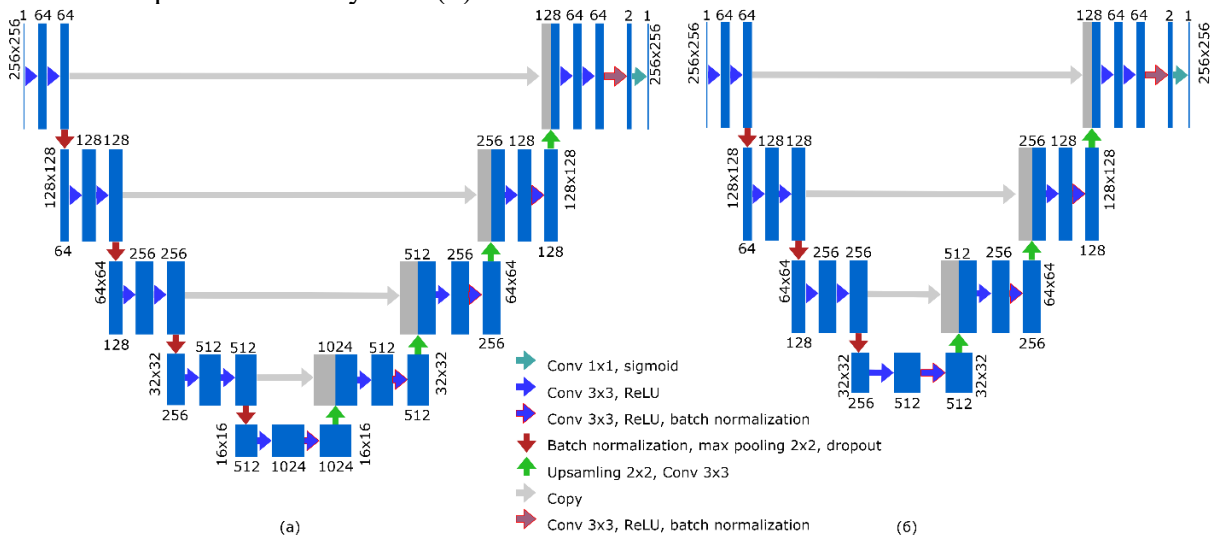 1 64 64 128 64 64 2 1
256x256 256x256
128 128 256 128
128x128 128x128
64 128
256 256 512 256
64x64 64x64
128 256
512 512 1024 512
32x32 32x32
256 512
16x16 16x16
512 1024 1024
(а)
1 64 64 128 64 64 2 1
256x256 256x256
128 128 256 128
128x128 128x128
64 128
256 256 512 256
64x64 64x64
128 256
32x32 32x32
256 512 512
(б)
Conv 1x1, sigmoid
Conv 3x3, ReLU
Conv 3x3, ReLU, batch normalization
Batch normalization, max pooling 2x2, dropout
Upsamling 2x2, Conv 3x3
Copy
Conv 3x3, ReLU, batch normalization